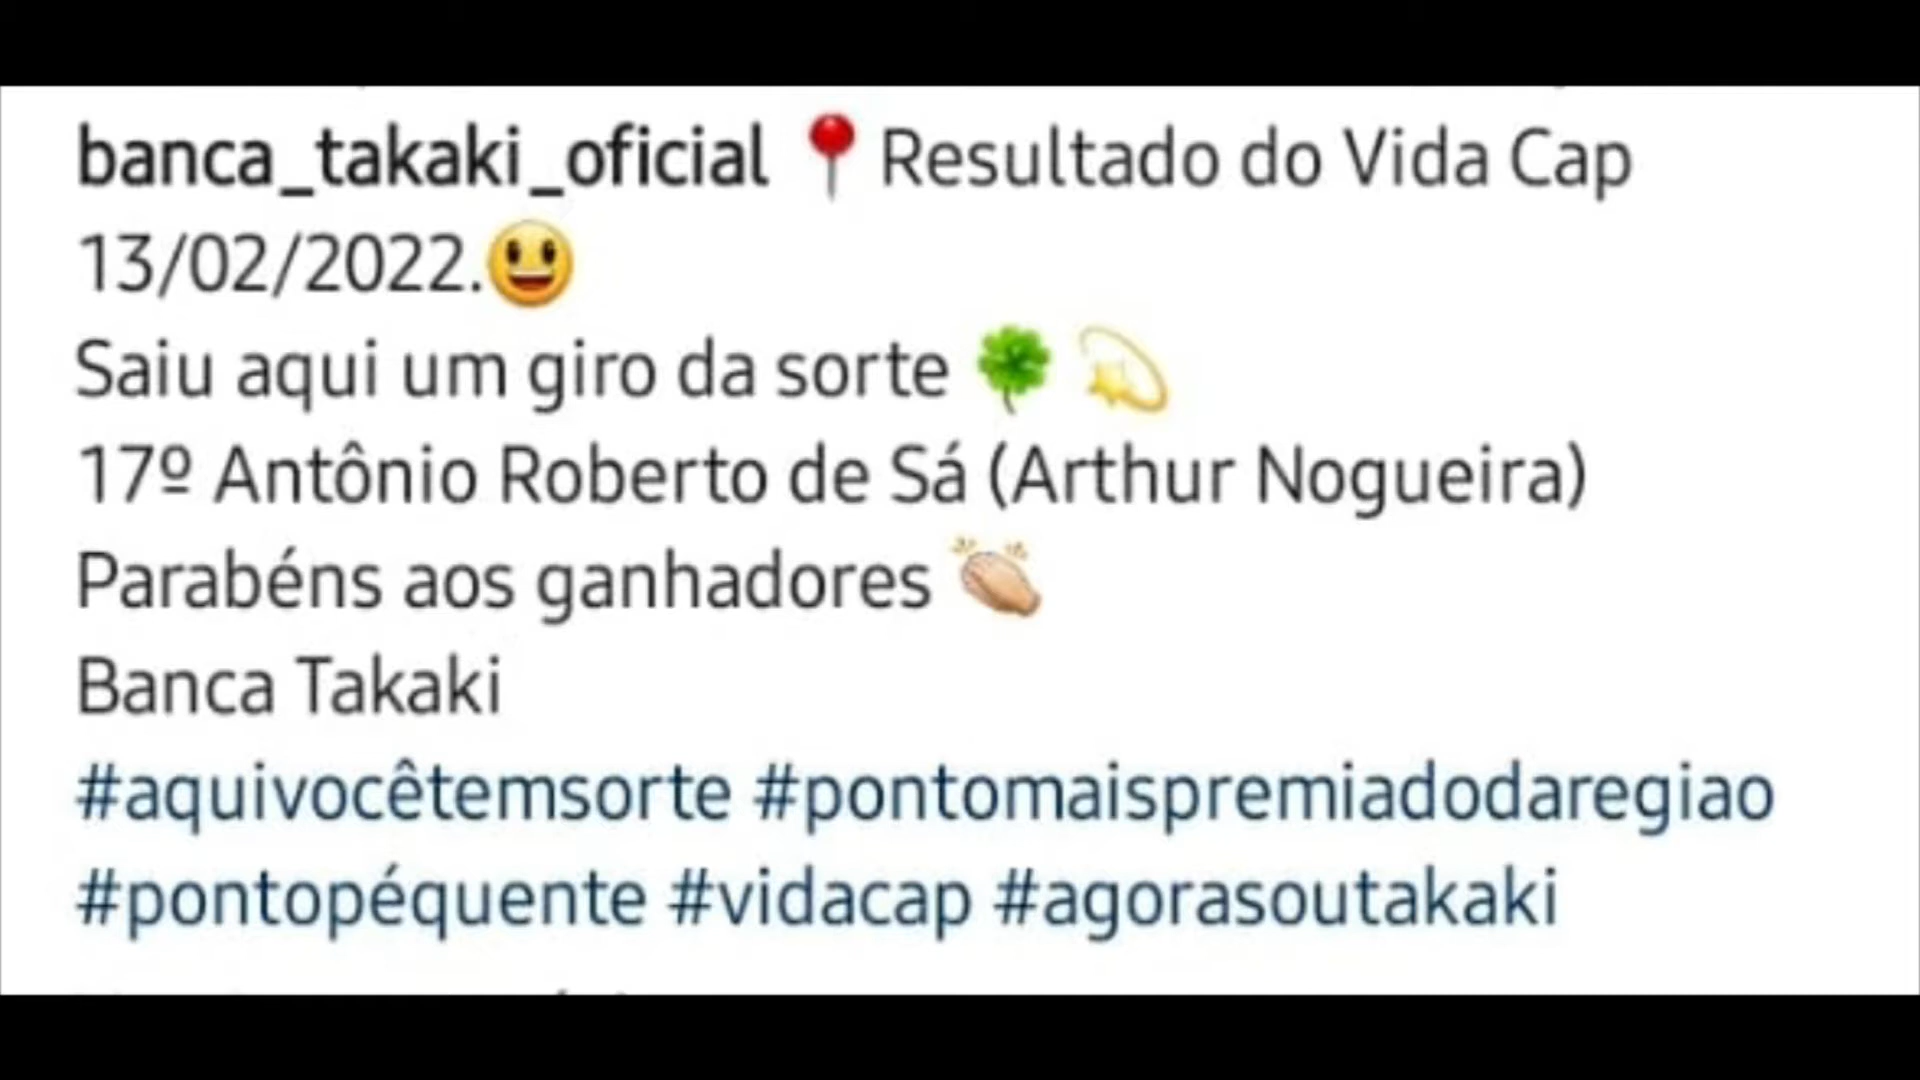 banca_takaki_oficial 📍Resultado do Vida Cap
13/02/2022.😃
Saiu aqui um giro da sorte 🍀 💫
17º Antônio Roberto de Sá (Arthur Nogueira)
Parabéns aos ganhadores 👏🏻
Banca Takaki
#aquivocêtemsorte #pontomaispremiadodaregiao
#pontopéquente #vidacap #agorasoutakaki